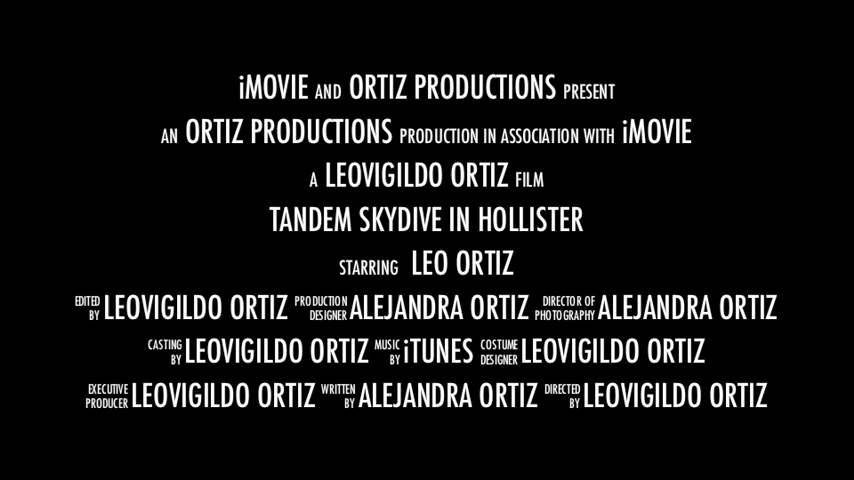 iMOVIE AND ORTIZ PRODUCTIONS PRESENT
AN ORTIZ PRODUCTIONS PRODUCTION IN ASSOCIATION WITH iMOVIE
A LEOVIGILDO ORTIZ FILM
TANDEM SKYDIVE IN HOLLISTER
STARRING LEO ORTIZ
EDITED BY LEOVIGILDO ORTIZ PRODUCTION DESIGNER ALEJANDRA ORTIZ DIRECTOR OF PHOTOGRAPHY ALEJANDRA ORTIZ
CASTING BY LEOVIGILDO ORTIZ MUSIC BY iTUNES COSTUME DESIGNER LEOVIGILDO ORTIZ
EXECUTIVE PRODUCER LEOVIGILDO ORTIZ WRITTEN BY ALEJANDRA ORTIZ DIRECTED BY LEOVIGILDO ORTIZ